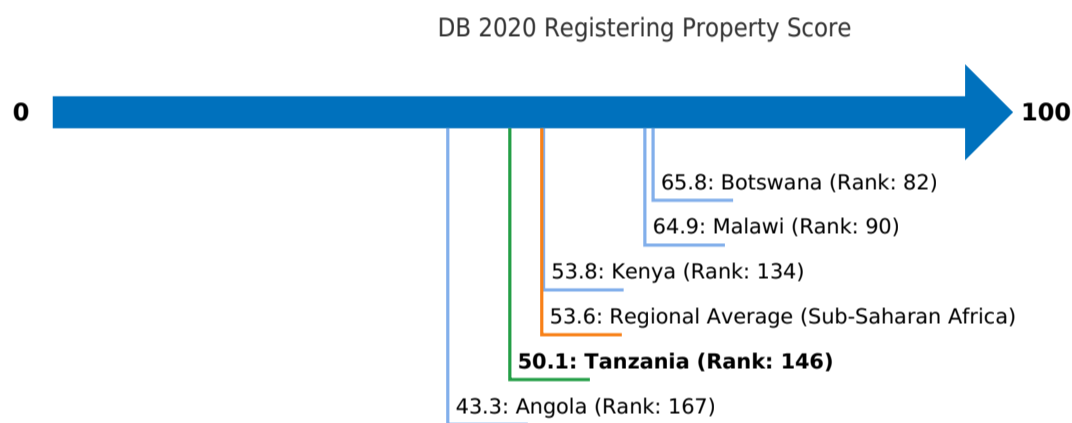 DB 2020 Registering Property Score
0
100
65.8: Botswana (Rank: 82)
64.9: Malawi (Rank: 90)
53.8: Kenya (Rank: 134)
53.6: Regional Average (Sub-Saharan Africa)
50.1: Tanzania (Rank: 146)
43.3: Angola (Rank: 167)